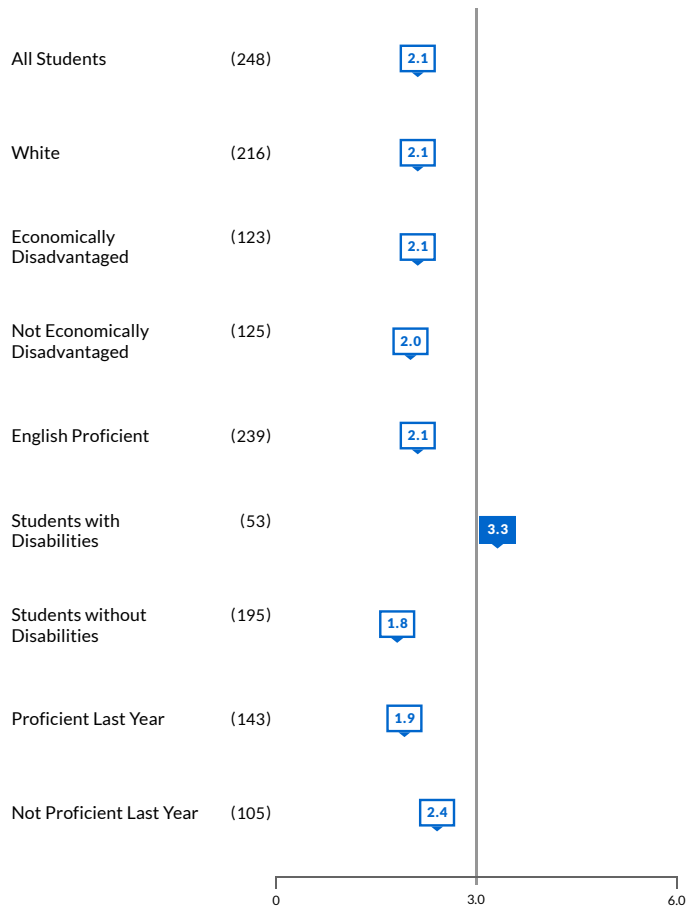 All Students (248) 2.1
White (216) 2.1
Economically (123) 2.1
Disadvantaged
Not Economically (125) 2.0
Disadvantaged
English Proficient (239) 2.1
Students with (53) 3.3
Disabilities
Students without (195) 1.8
Disabilities
Proficient Last Year (143) 1.9
Not Proficient Last Year (105) 2.4
0 3.0 6.0